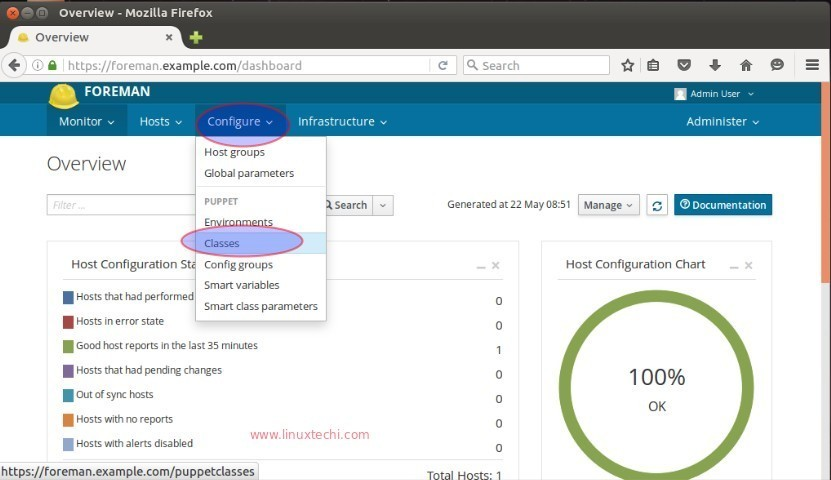 Overview - Mozilla Firefox
Overview
https://foreman.example.com/dashboard
Search
FOREMAN
Admin User
Monitor Hosts Configure Infrastructure Administer
Host groups
Global parameters
PUPPET
Environments
Classes
Config groups
Smart variables
Smart class parameters
Overview
Filter ...
Search
Generated at 22 May 08:51
Manage
Documentation
Host Configuration Sta
Hosts that had performed
0
Hosts in error state
0
Good host reports in the last 35 minutes
1
Hosts that had pending changes
0
Out of sync hosts
0
Hosts with no reports
0
Hosts with alerts disabled
0
Total Hosts: 1
Host Configuration Chart
100%
OK
www.linuxtechi.com
https://foreman.example.com/puppetclasses